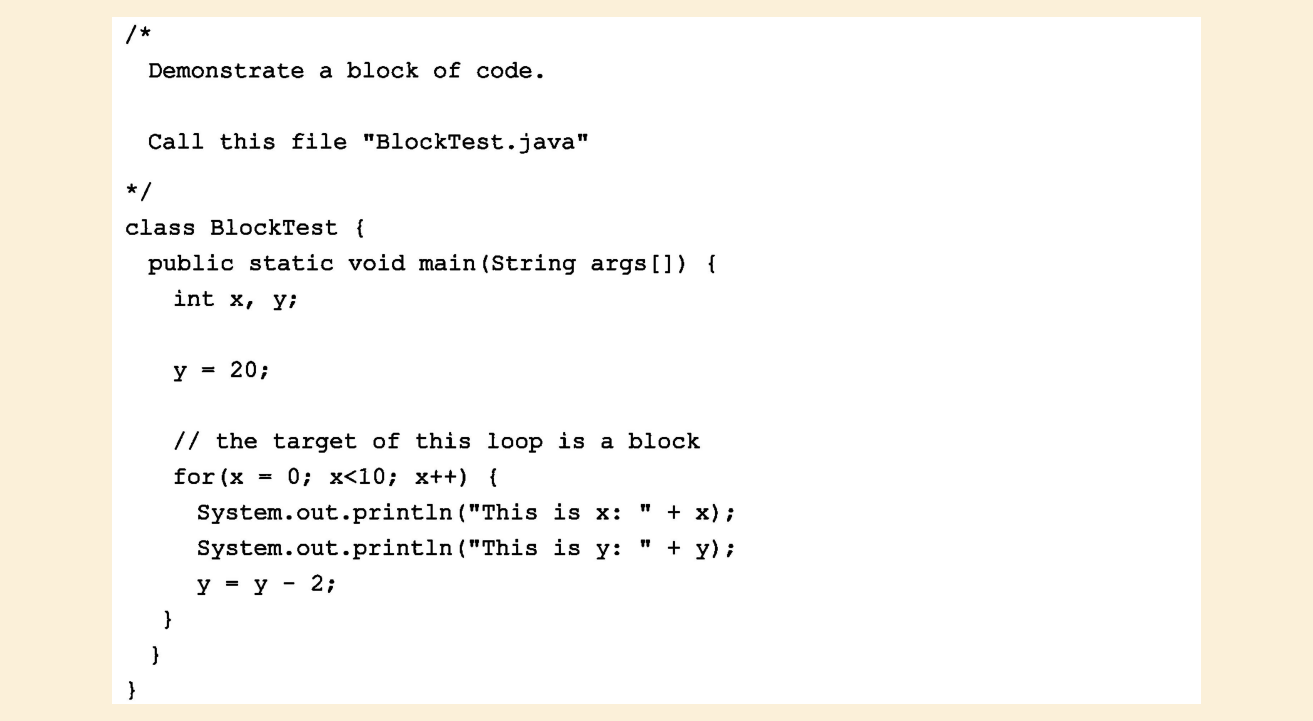 /*
Demonstrate a block of code.
Call this file "BlockTest.java"
*/
class BlockTest {
public static void main(String args[]) {
int x, y;
y = 20;
// the target of this loop is a block
for(x = 0; x<10; x++) {
System.out.println("This is x: " + x);
System.out.println("This is y: " + y);
y = y - 2;
}
}
}